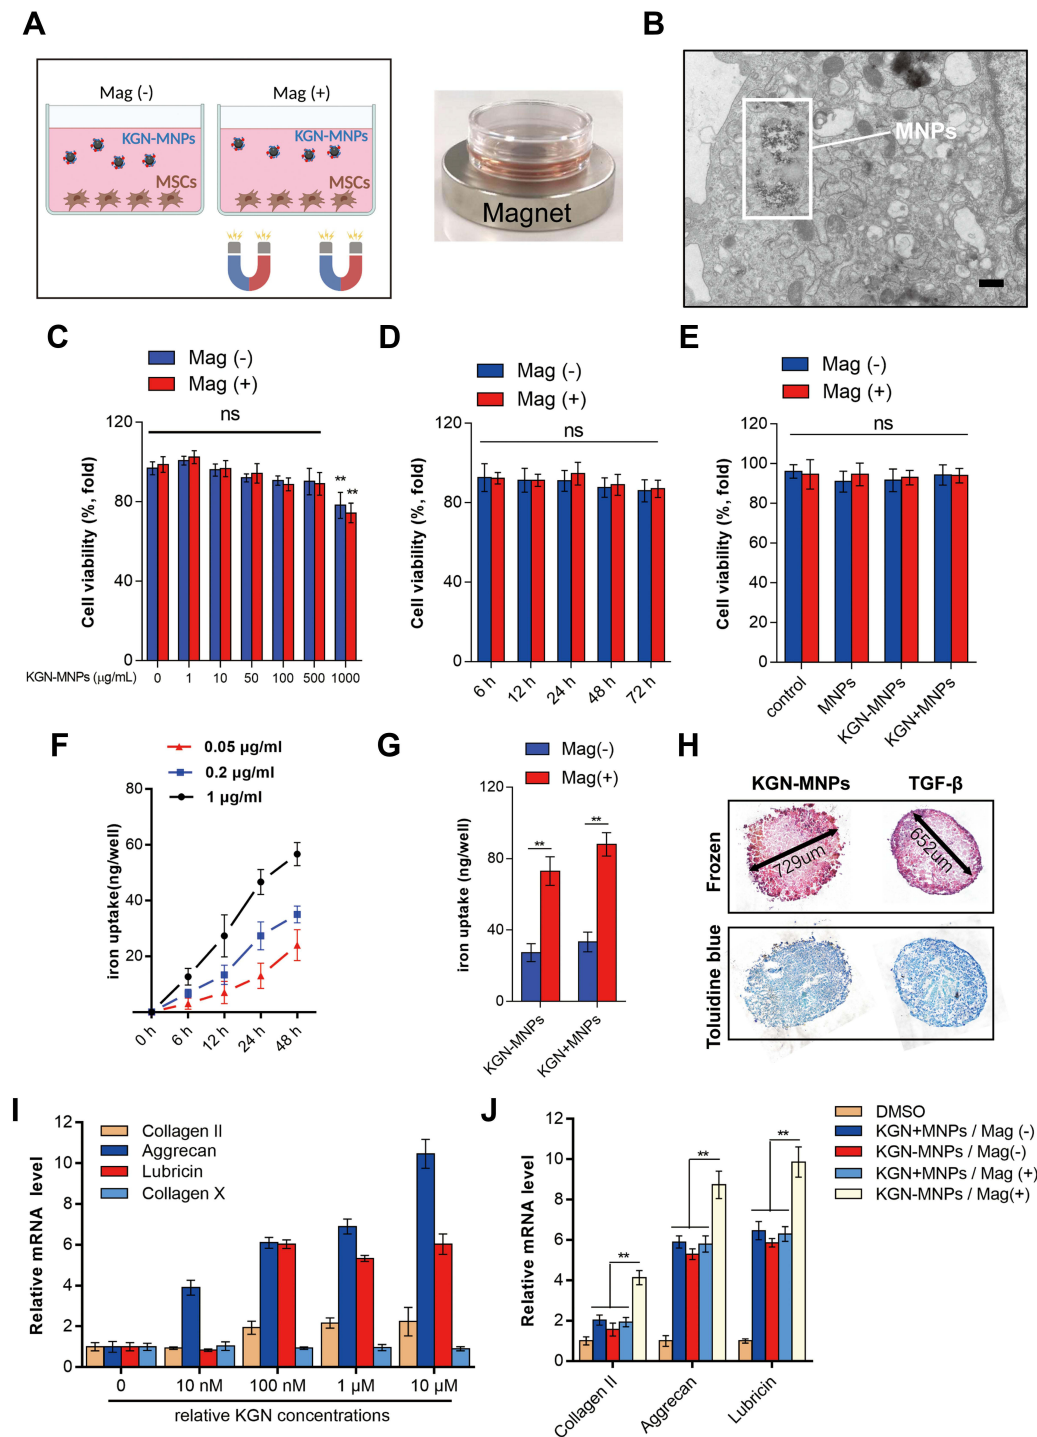 A
Mag (-)
Mag (+)
KGN-MNPs
KGN-MNPs
MSCs
MSCs
Magnet
B
MNPs
C
Mag (-)
Mag (+)
ns
**
**
Cell viability (%, fold)
120
80
40
0
KGN-MNPs (μg/mL)
0 1 10 50 100 500 1000
D
Mag (-)
Mag (+)
ns
Cell viability (%, fold)
120
80
40
0
6 h 12 h 24 h 48 h 72 h
E
Mag (-)
Mag (+)
ns
Cell viability (%, fold)
120
100
80
60
40
20
0
control MNPs KGN-MNPs KGN+MNPs
F
0.05 μg/ml
0.2 μg/ml
1 μg/ml
iron uptake(ng/well)
80
60
40
20
0 h 6 h 12 h 24 h 48 h
G
Mag(-)
Mag(+)
iron uptake (ng/well)
120
80
40
0
**
**
KGN-MNPs KGN+MNPs
H
KGN-MNPs TGF-β
Frozen
729um
652um
Toluidine blue
I
Collagen II
Aggrecan
Lubricin
Collagen X
Relative mRNA level
12
10
8
6
4
2
0
0 10 nM 100 nM 1 μM 10 μM
relative KGN concentrations
J
DMSO
KGN+MNPs / Mag (-)
KGN-MNPs / Mag(-)
KGN+MNPs / Mag (+)
KGN-MNPs / Mag(+)
Relative mRNA level
12
10
8
6
4
2
0
**
**
**
Collagen II Aggrecan Lubricin